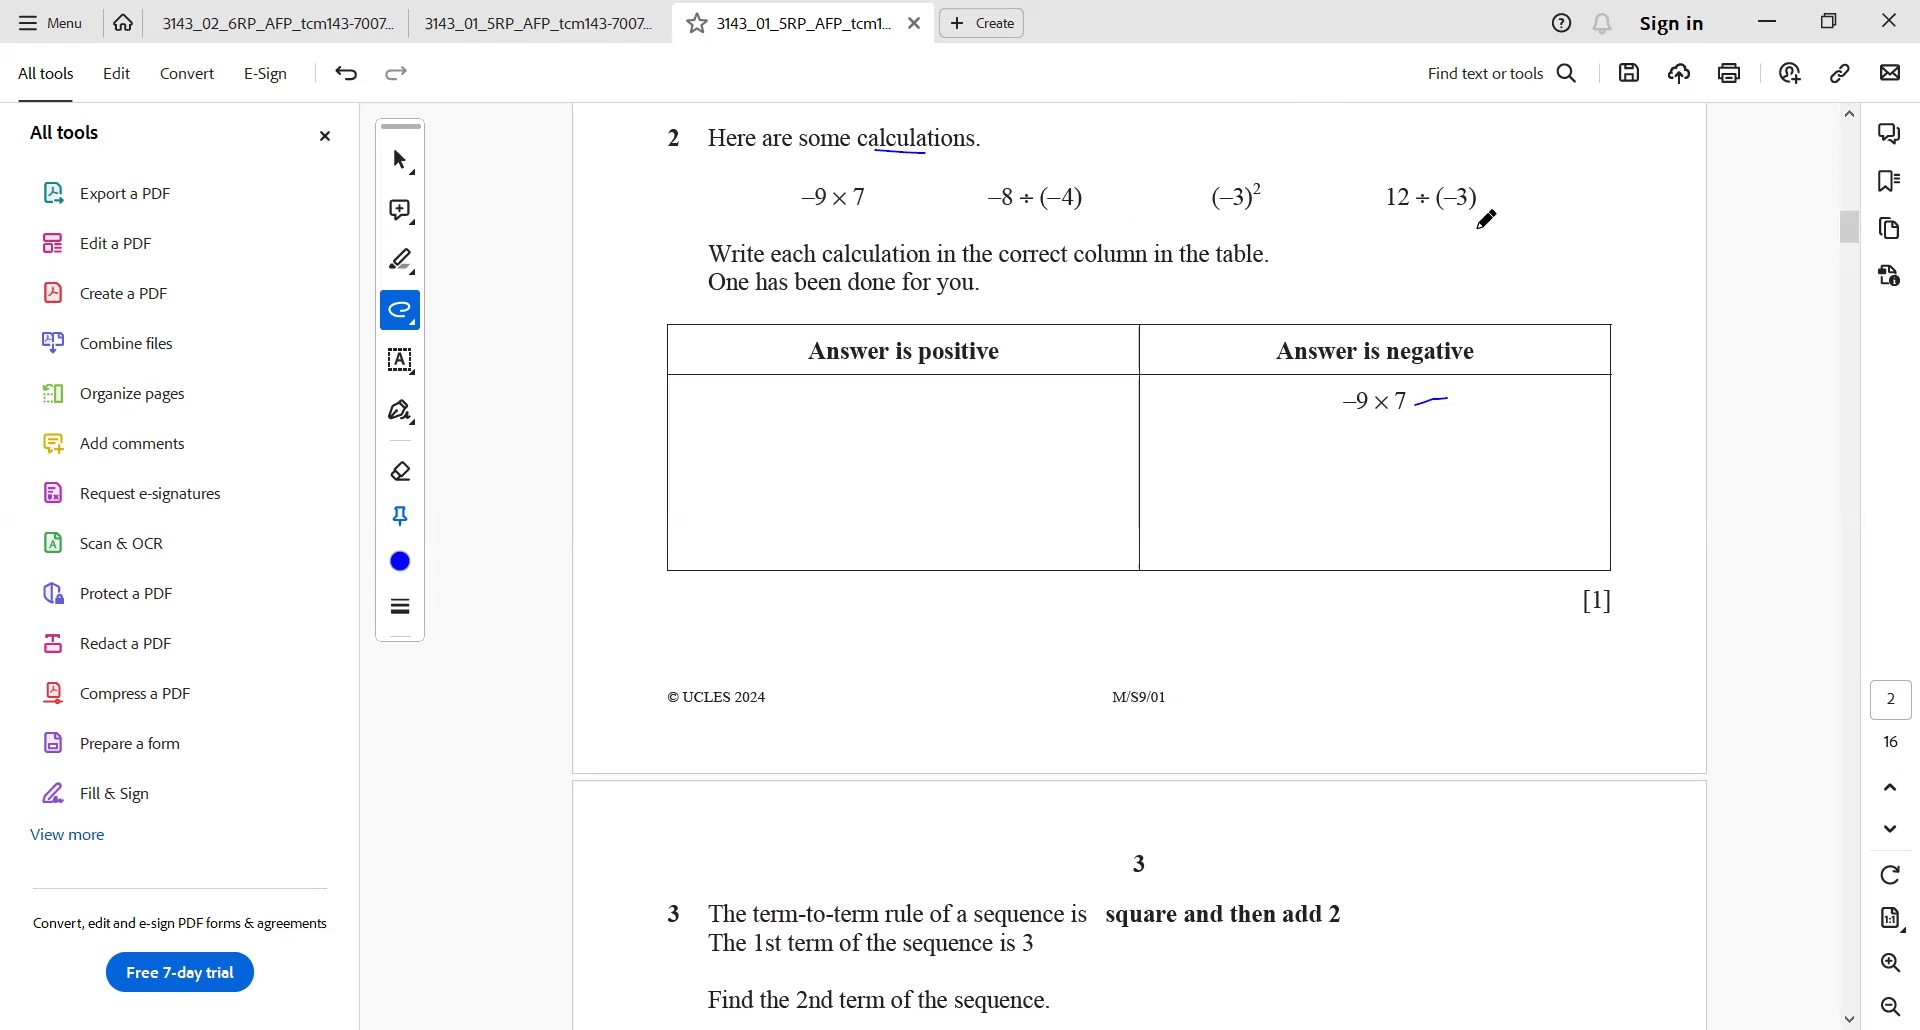 Menu
3143_02_6RP_AFP_tcm143-7007...
3143_01_5RP_AFP_tcm143-7007...
3143_01_5RP_AFP_tcm1...
Create
Sign in
All tools
Edit
Convert
E-Sign
Find text or tools
All tools
Export a PDF
Edit a PDF
Create a PDF
Combine files
Organize pages
Add comments
Request e-signatures
Scan & OCR
Protect a PDF
Redact a PDF
Compress a PDF
Prepare a form
Fill & Sign
View more
Convert, edit and e-sign PDF forms & agreements
Free 7-day trial
2 Here are some calculations.
–9 × 7 –8 ÷ (–4) (–3)² 12 ÷ (–3)
Write each calculation in the correct column in the table.
One has been done for you.
Answer is positive Answer is negative
–9 × 7
[1]
© UCLES 2024 M/S9/01
3
3 The term-to-term rule of a sequence is square and then add 2
The 1st term of the sequence is 3
Find the 2nd term of the sequence.
2
16